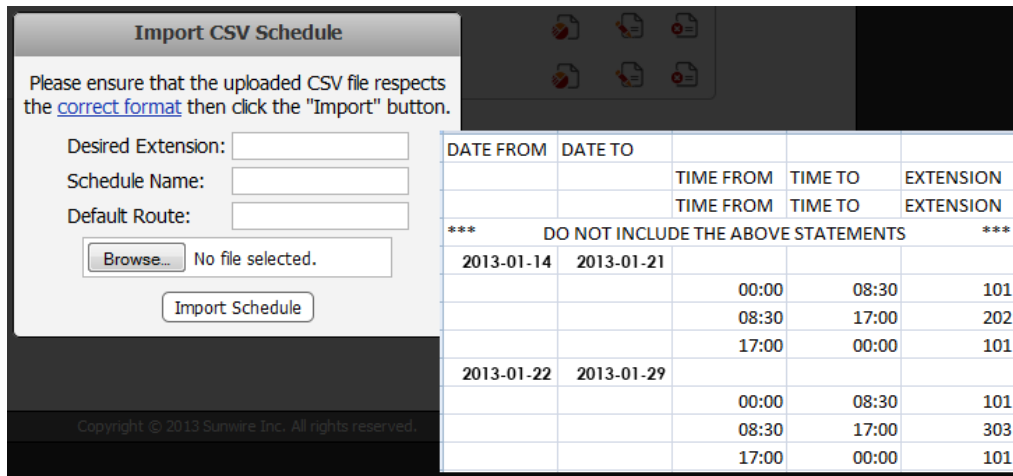 Import CSV Schedule
Please ensure that the uploaded CSV file respects
the correct format then click the "Import" button.
Desired Extension:
Schedule Name:
Default Route:
Browse... No file selected.
Import Schedule
Copyright © 2013 Sunwire Inc. All rights reserved.
DATE FROM DATE TO
TIME FROM TIME TO EXTENSION
TIME FROM TIME TO EXTENSION
*** DO NOT INCLUDE THE ABOVE STATEMENTS ***
2013-01-14 2013-01-21
00:00 08:30 101
08:30 17:00 202
17:00 00:00 101
2013-01-22 2013-01-29
00:00 08:30 101
08:30 17:00 303
17:00 00:00 101